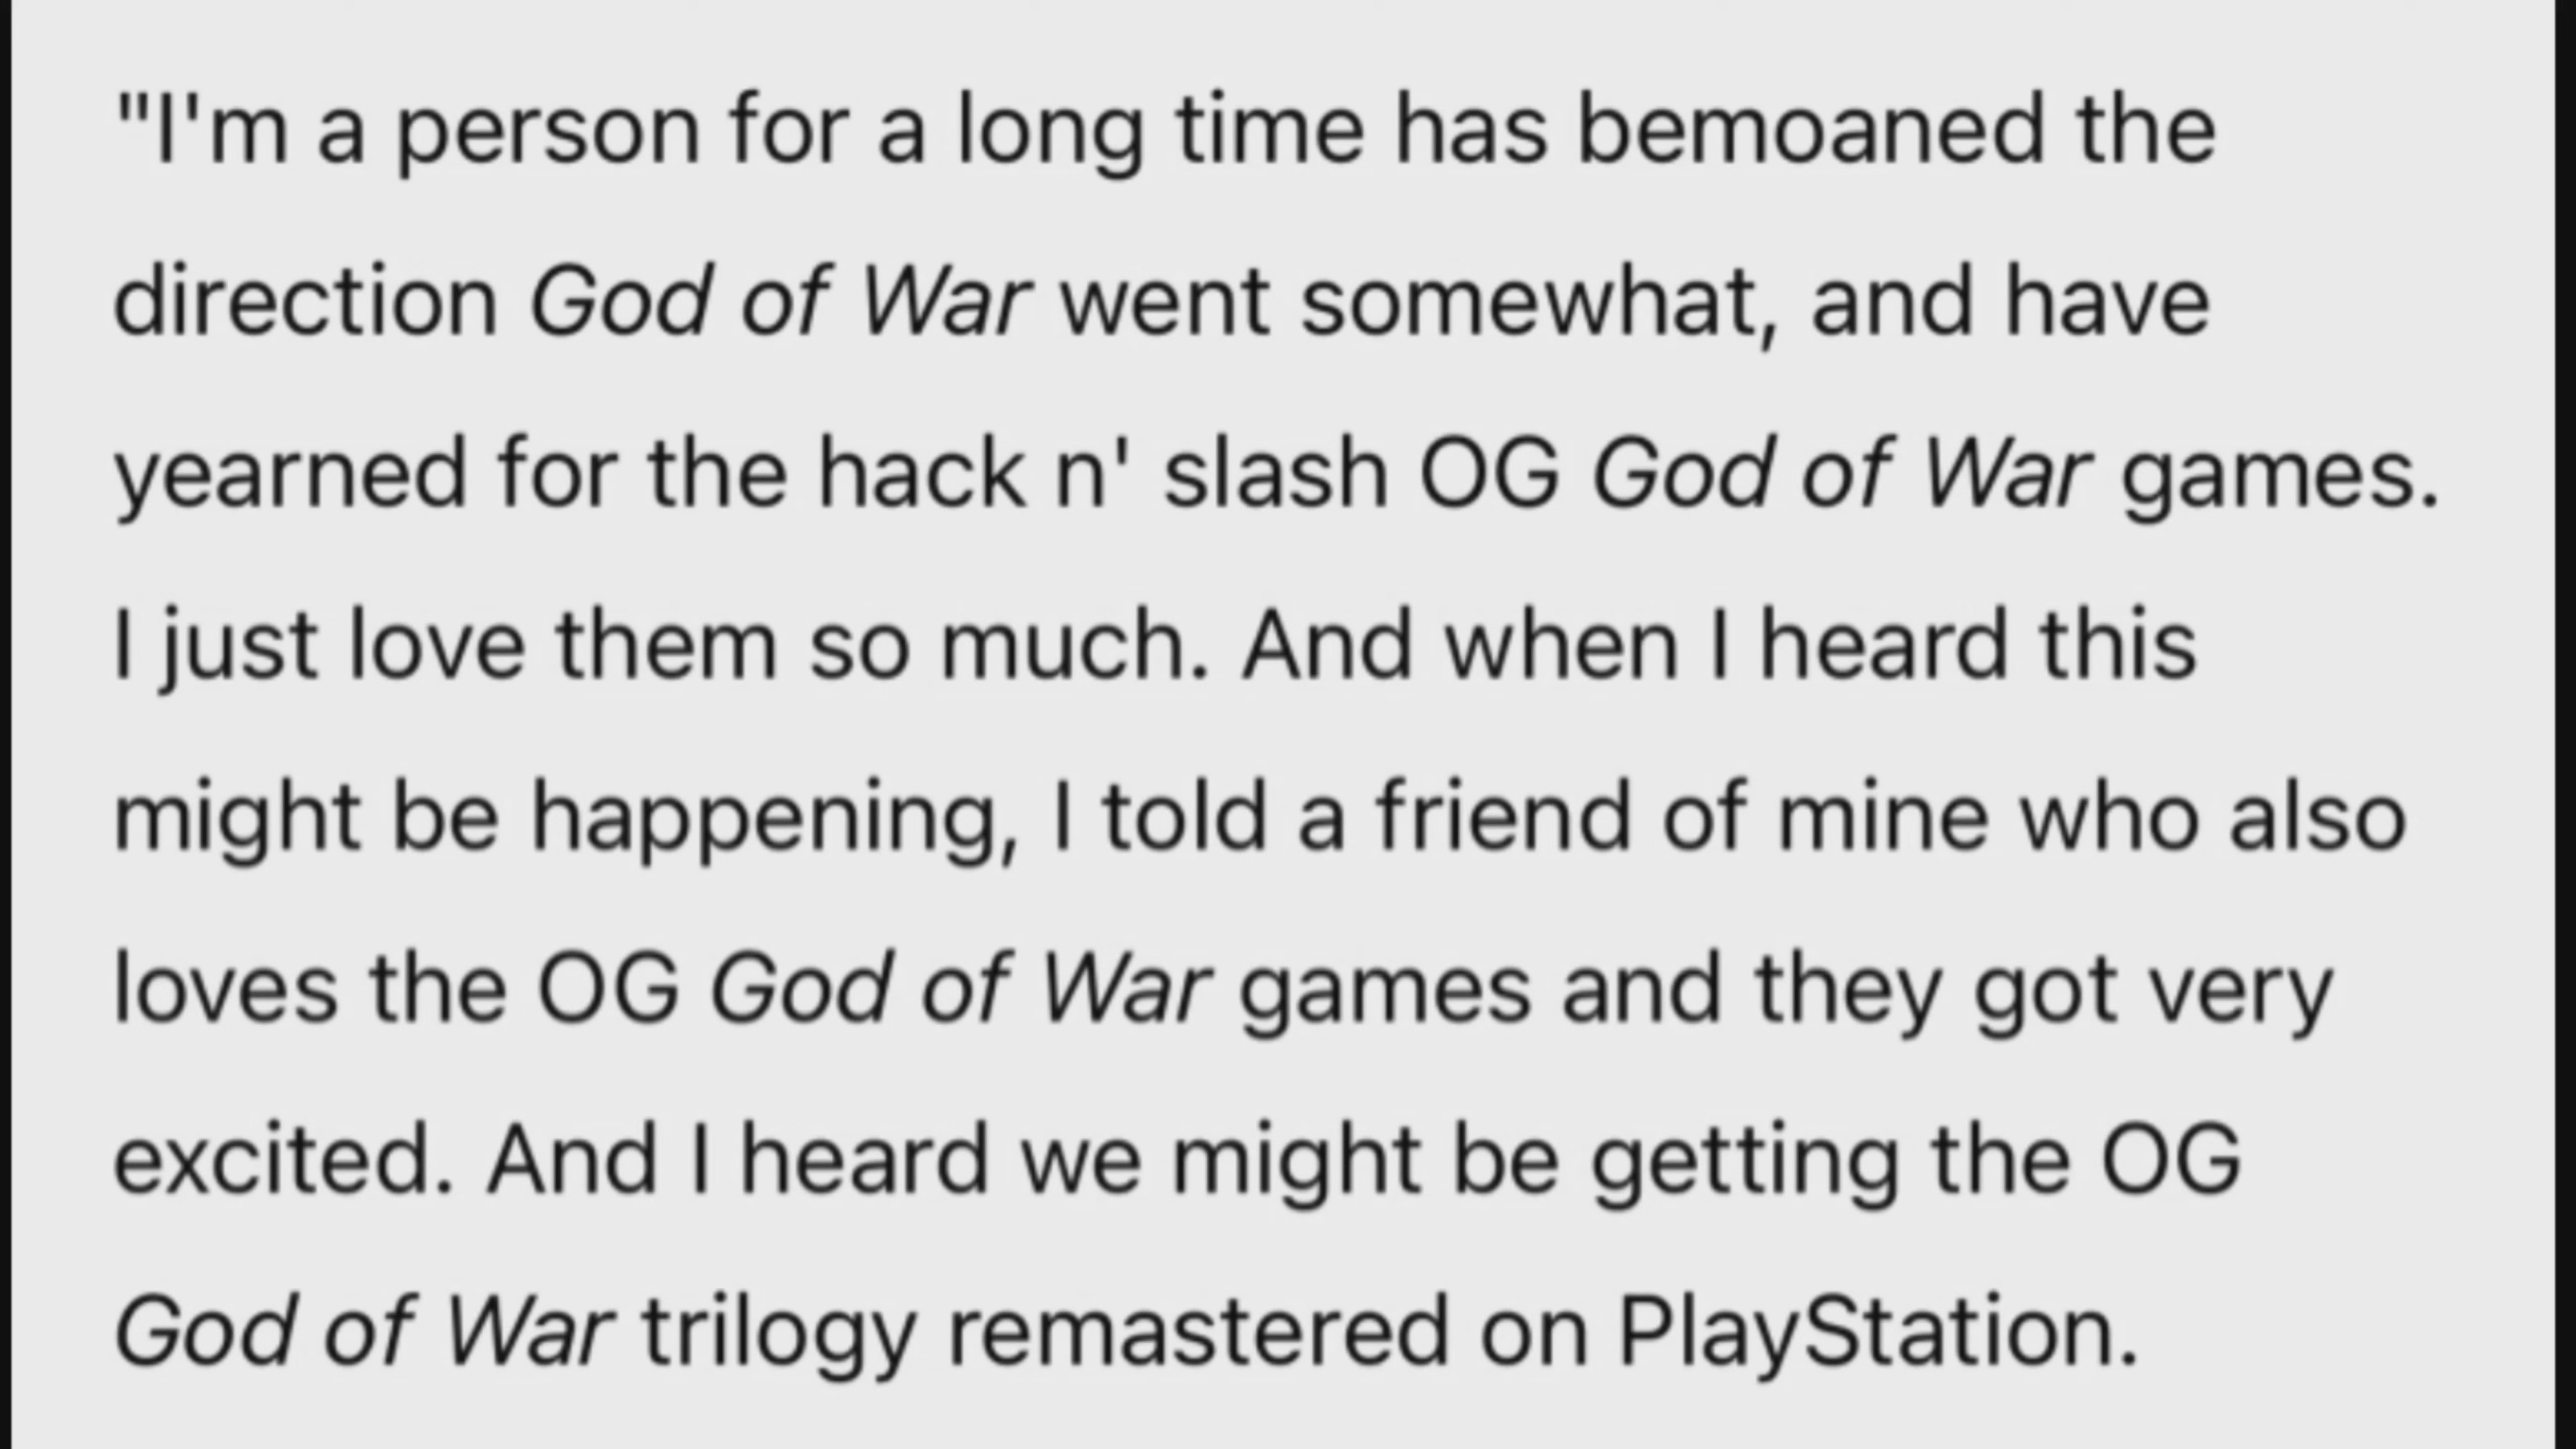 "I'm a person for a long time has bemoaned the
direction God of War went somewhat, and have
yearned for the hack n' slash OG God of War games.
I just love them so much. And when I heard this
might be happening, I told a friend of mine who also
loves the OG God of War games and they got very
excited. And I heard we might be getting the OG
God of War trilogy remastered on PlayStation.